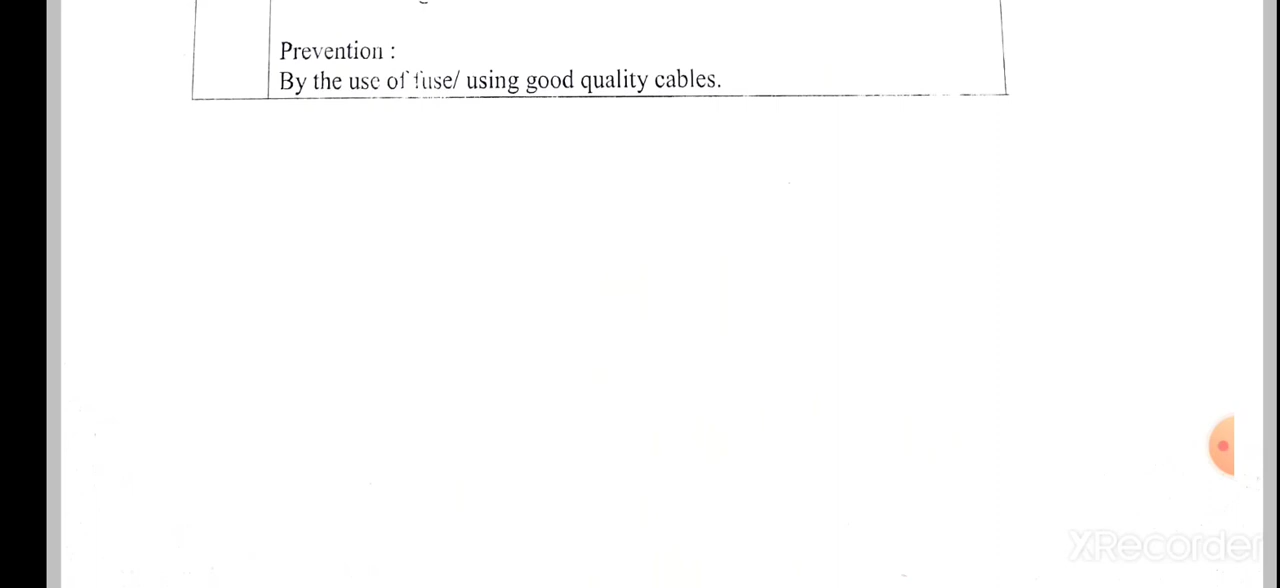 Prevention :
By the use of fuse/ using good quality cables.
XRecorder